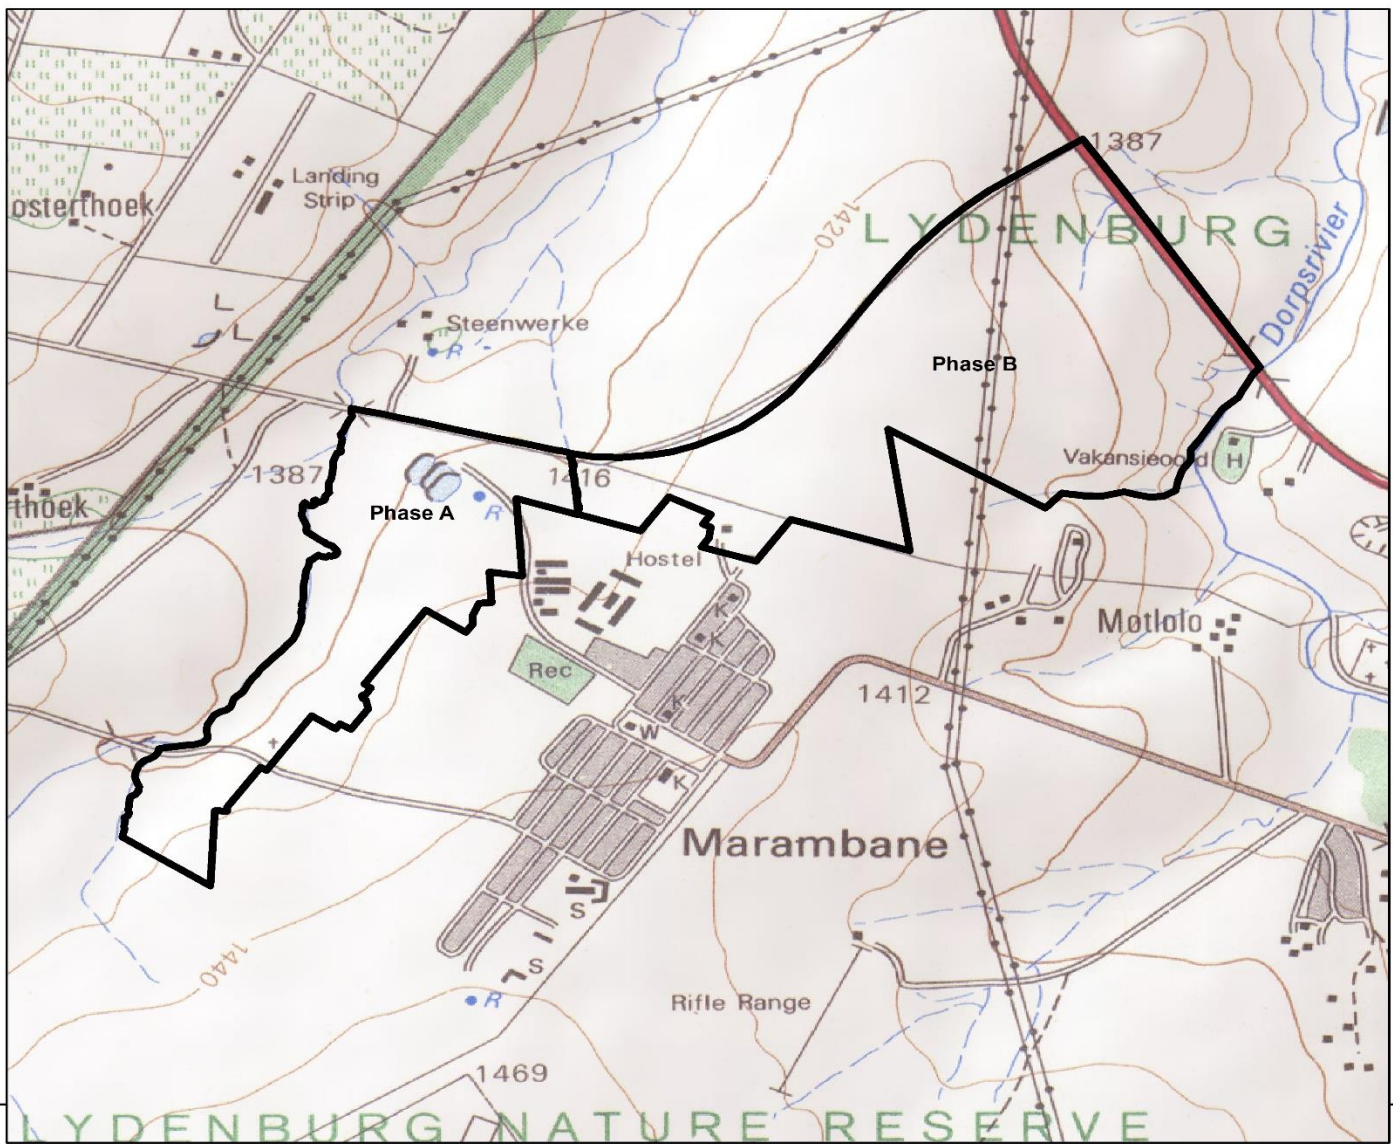 1387
Landing
Strip
osterthoek
1420
LYDENBURG
Dorpsrivier
Steenwerke
R
Phase B
Vakansieoord
H
1387
1416
thoek
Phase A
R
Hostel
K
Motlolo
K
Rec
1412
K
W
K
Marambane
S
1440
S
R
Rifle Range
1469
LYDENBURG NATURE RESERVE